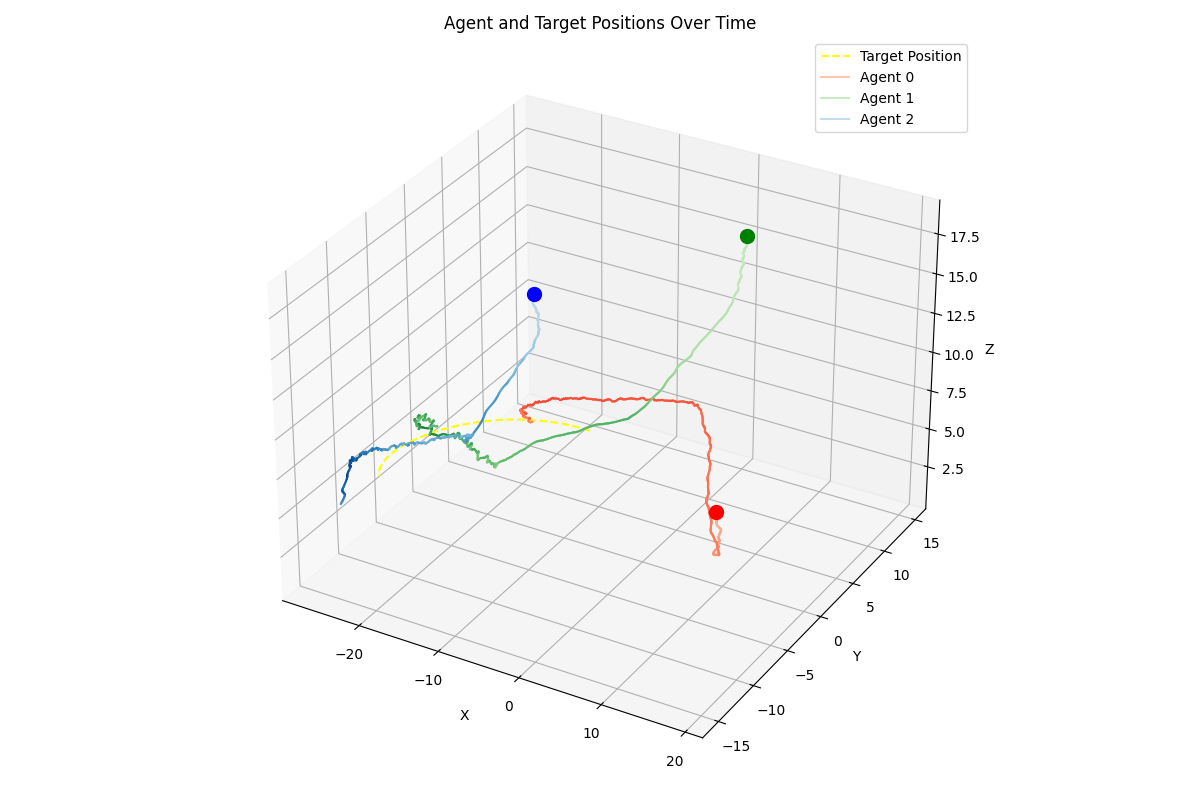 Agent and Target Positions Over Time
Target Position
Agent 0
Agent 1
Agent 2
17.5
15.0
12.5
10.0
7.5
5.0
2.5
Z
15
10
5
0
−5
−10
−15
Y
−20
−10
0
10
20
X